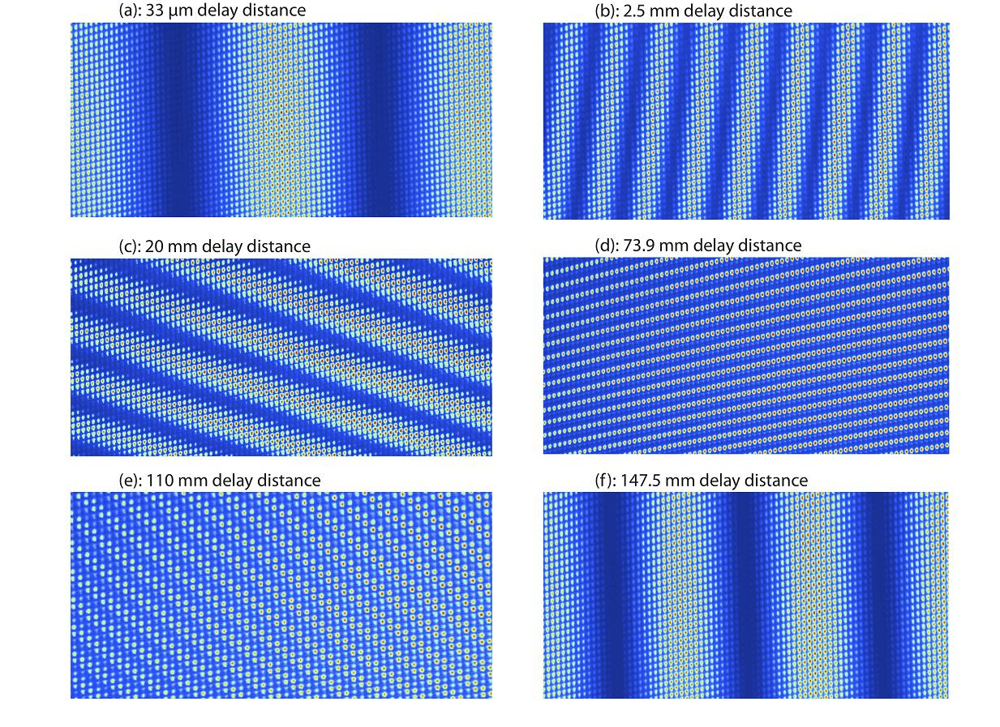 (a): 33 µm delay distance
(b): 2.5 mm delay distance
(c): 20 mm delay distance
(d): 73.9 mm delay distance
(e): 110 mm delay distance
(f): 147.5 mm delay distance